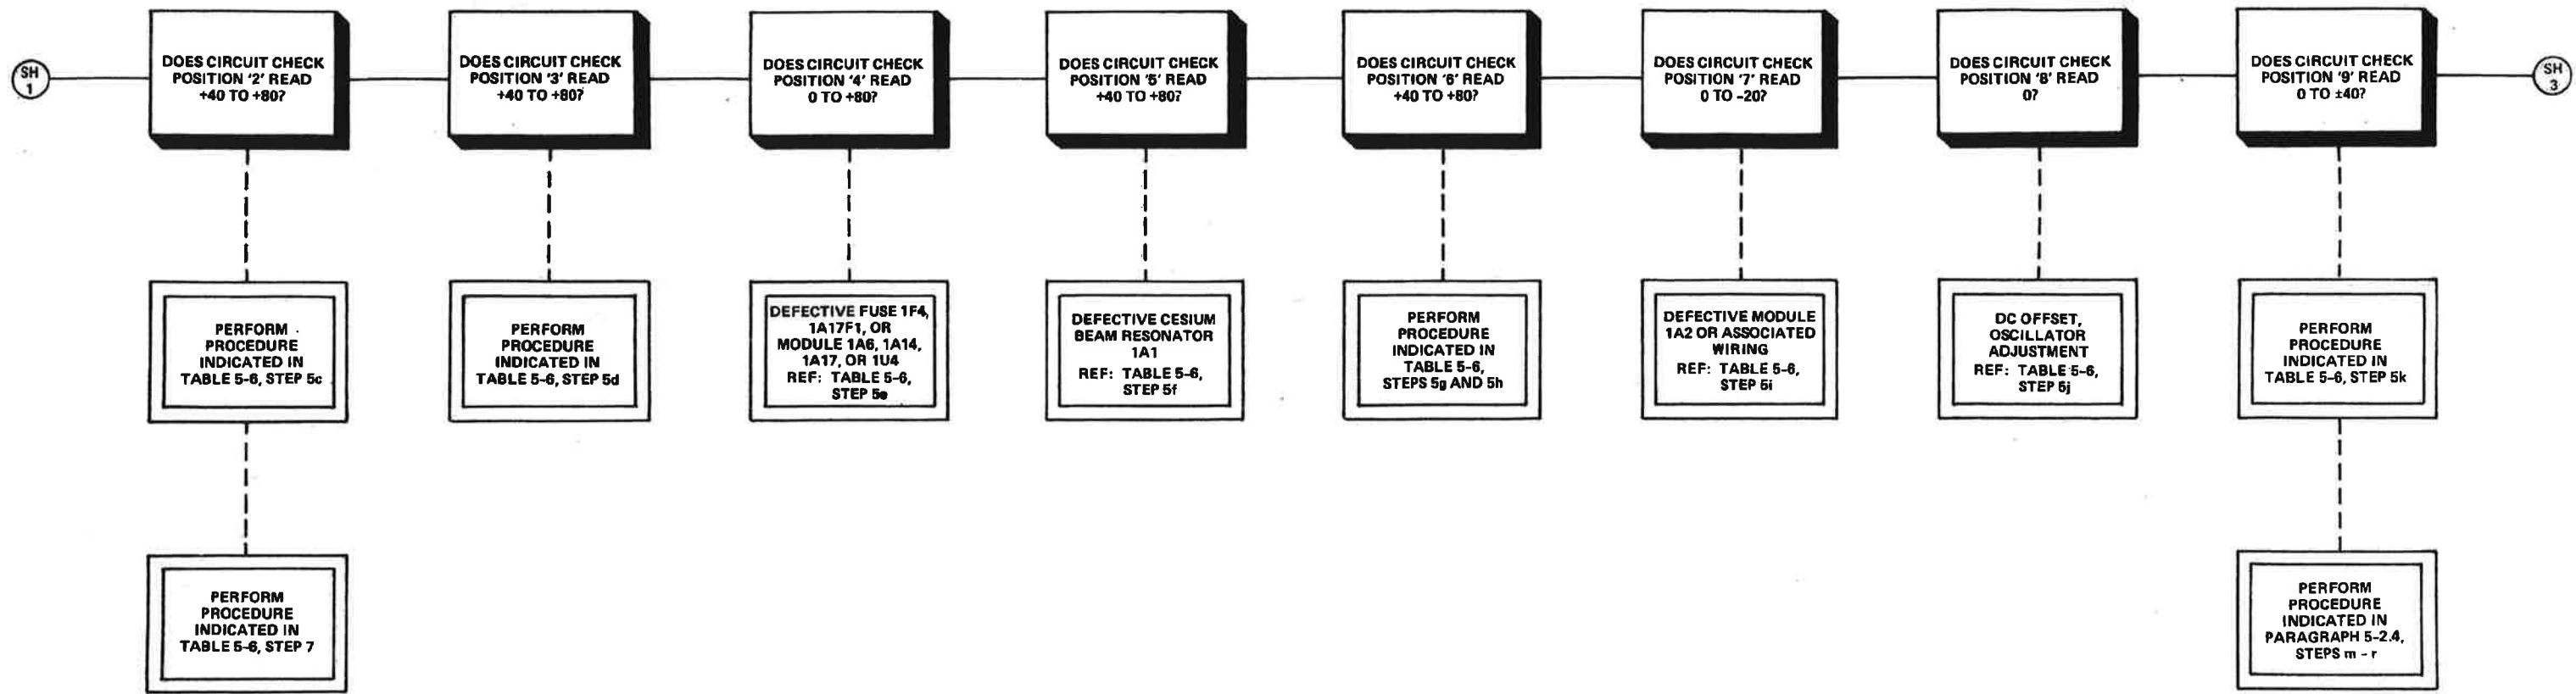 SH
1
DOES CIRCUIT CHECK
POSITION '2' READ
+40 TO +80?
DOES CIRCUIT CHECK
POSITION '3' READ
+40 TO +80?
DOES CIRCUIT CHECK
POSITION '4' READ
0 TO +80?
DOES CIRCUIT CHECK
POSITION '5' READ
+40 TO +80?
DOES CIRCUIT CHECK
POSITION '6' READ
+40 TO +80?
DOES CIRCUIT CHECK
POSITION '7' READ
0 TO -20?
DOES CIRCUIT CHECK
POSITION '8' READ
0?
DOES CIRCUIT CHECK
POSITION '9' READ
0 TO ±40?
SH
3
PERFORM
PROCEDURE
INDICATED IN
TABLE 5-6, STEP 5c
PERFORM
PROCEDURE
INDICATED IN
TABLE 5-6, STEP 5d
DEFECTIVE FUSE 1F4,
1A17F1, OR
MODULE 1A6, 1A14,
1A17, OR 1U4
REF: TABLE 5-6,
STEP 5e
DEFECTIVE CESIUM
BEAM RESONATOR
1A1
REF: TABLE 5-6,
STEP 5f
PERFORM
PROCEDURE
INDICATED IN
TABLE 5-6,
STEPS 5g AND 5h
DEFECTIVE MODULE
1A2 OR ASSOCIATED
WIRING
REF: TABLE 5-6,
STEP 5i
DC OFFSET,
OSCILLATOR
ADJUSTMENT
REF: TABLE 5-6,
STEP 5j
PERFORM
PROCEDURE
INDICATED IN
TABLE 5-6, STEP 5k
PERFORM
PROCEDURE
INDICATED IN
TABLE 5-6, STEP 7
PERFORM
PROCEDURE
INDICATED IN
PARAGRAPH 5-2.4,
STEPS m - r